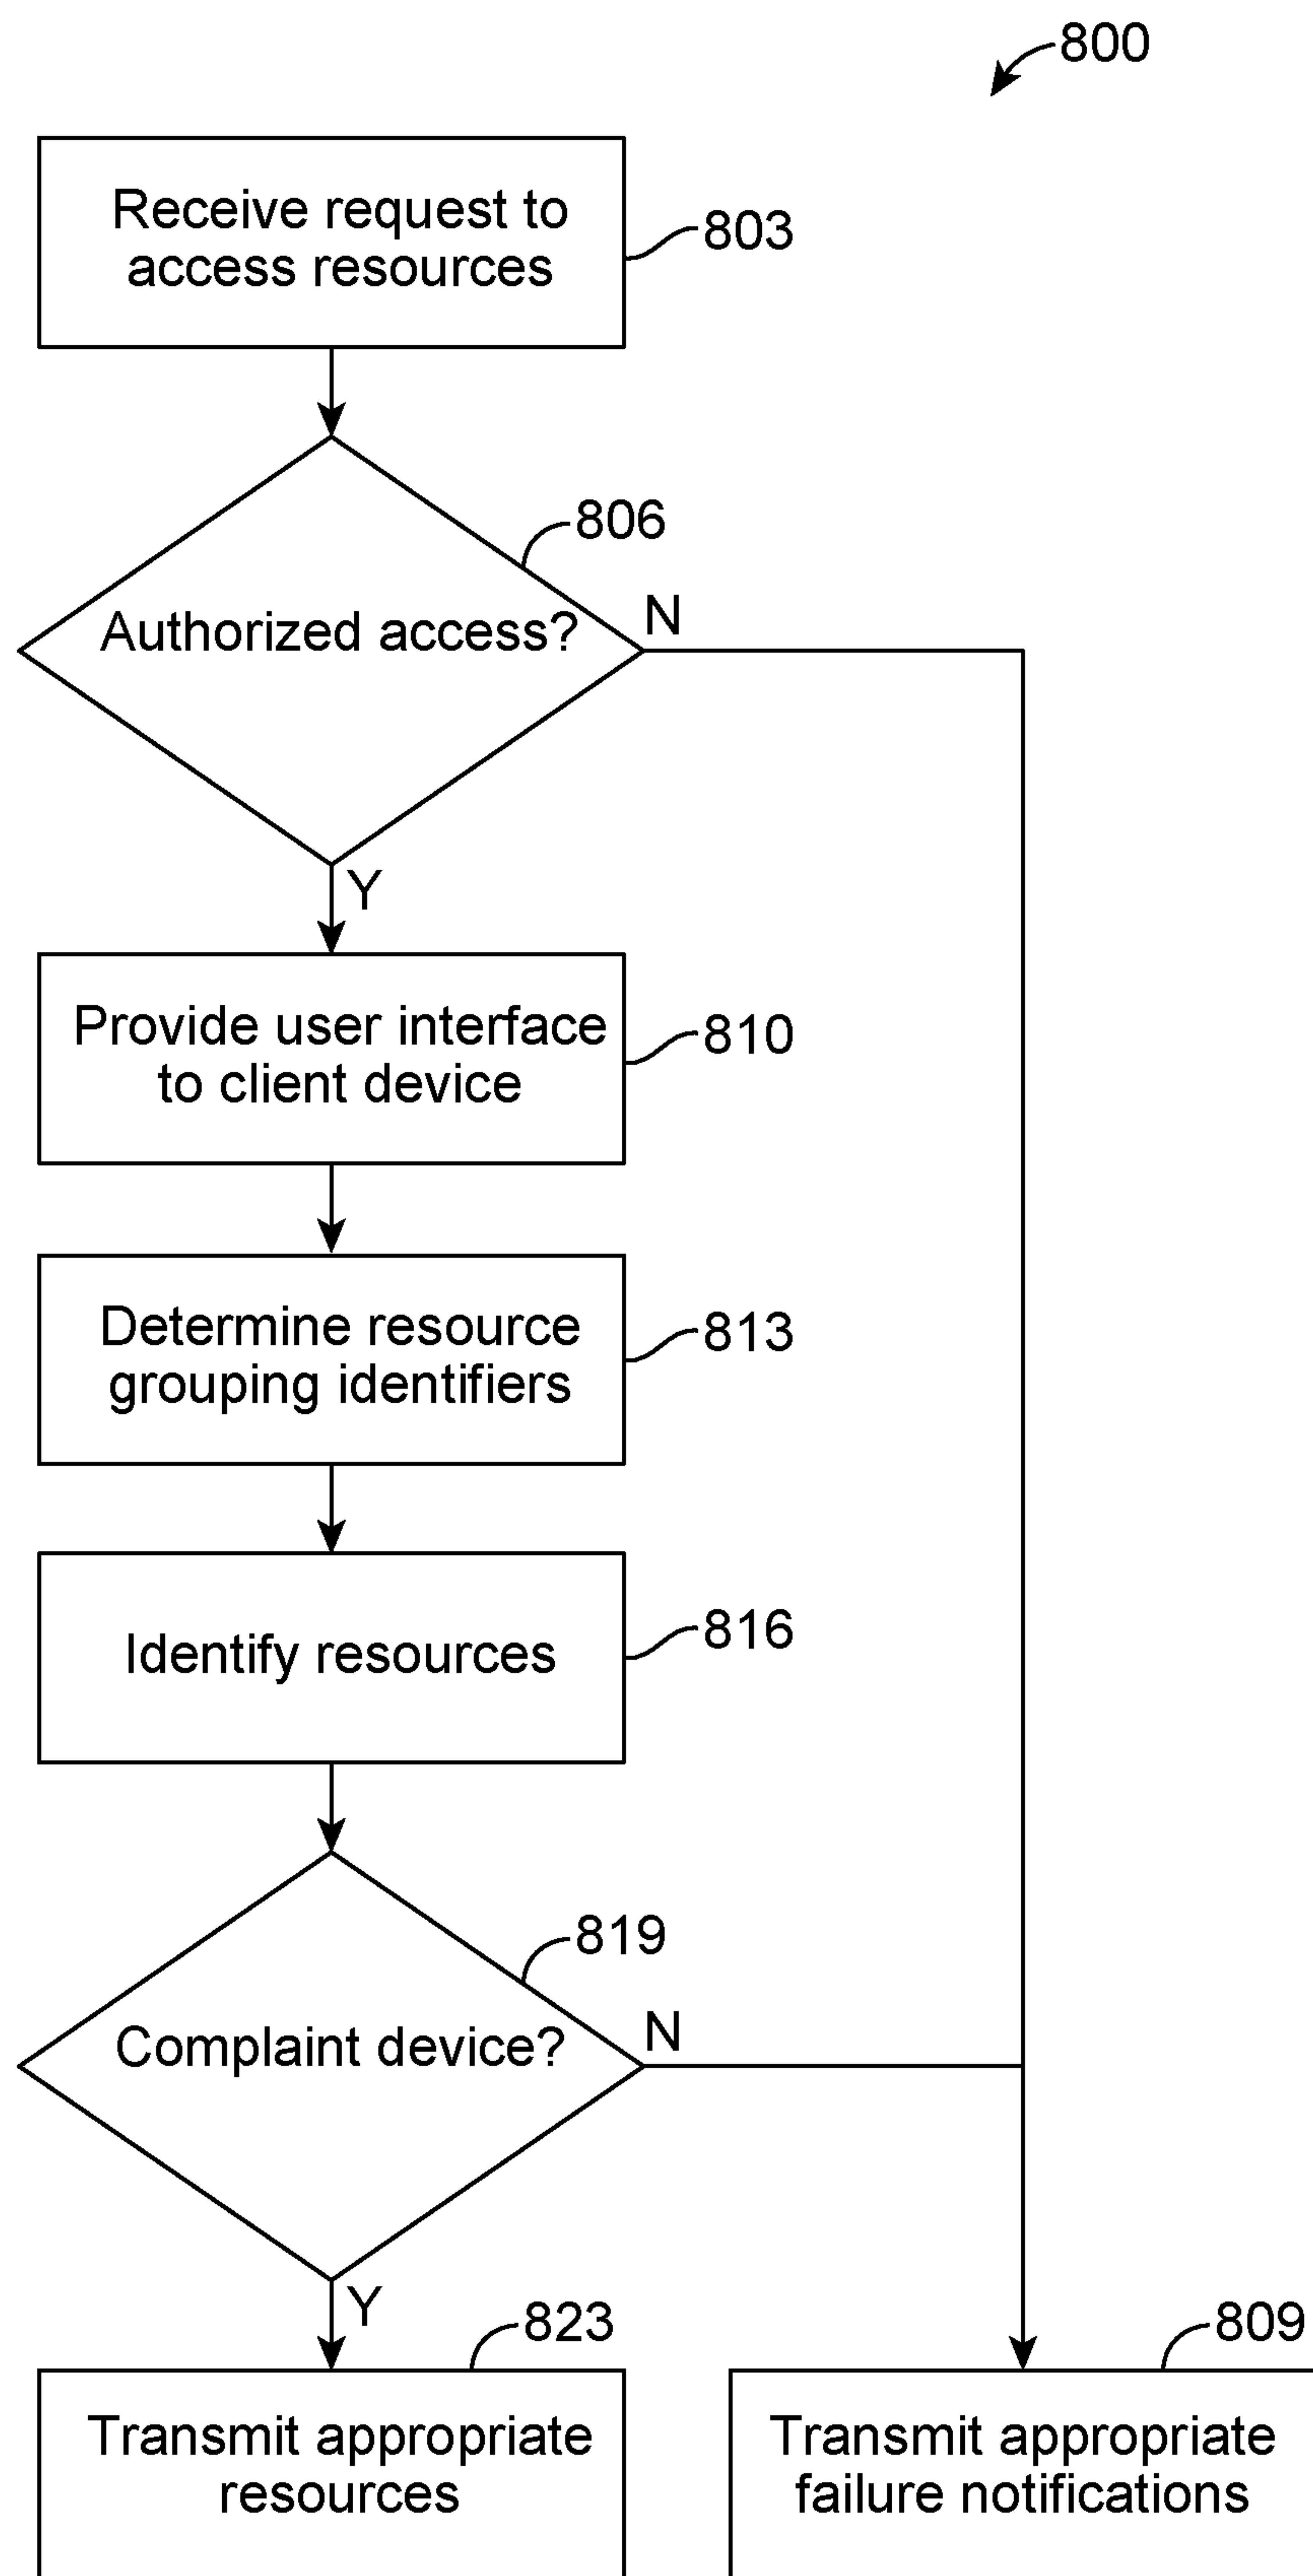 800
Receive request to
access resources
803
806
Authorized access?
N
Y
Provide user interface
to client device
810
Determine resource
grouping identifiers
813
Identify resources
816
819
Complaint device?
N
Y
823
809
Transmit appropriate
resources
Transmit appropriate
failure notifications